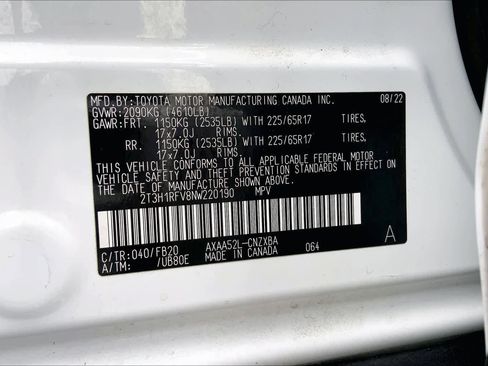 MFD.BY:TOYOTA MOTOR MANUFACTURING CANADA INC. 08/22
GVWR:2090KG (4610LB)
GAWR:FRT. 1150KG (2535LB) WITH 225/65R17 TIRES,
17x7.0J RIMS,
RR. 1150KG (2535LB) WITH 225/65R17 TIRES,
17x7.0J RIMS.
THIS VEHICLE CONFORMS TO ALL APPLICABLE FEDERAL MOTOR
VEHICLE SAFETY, BUMPER, AND THEFT PREVENTION STANDARDS IN EFFECT
ON THE DATE OF MANUFACTURE SHOWN ABOVE.
2T3H1RFV8NW220190 MPV
C/TR:040/FB20 AXAA52L-CNZXBA 064 A
A/TM: /UB80E MADE IN CANADA